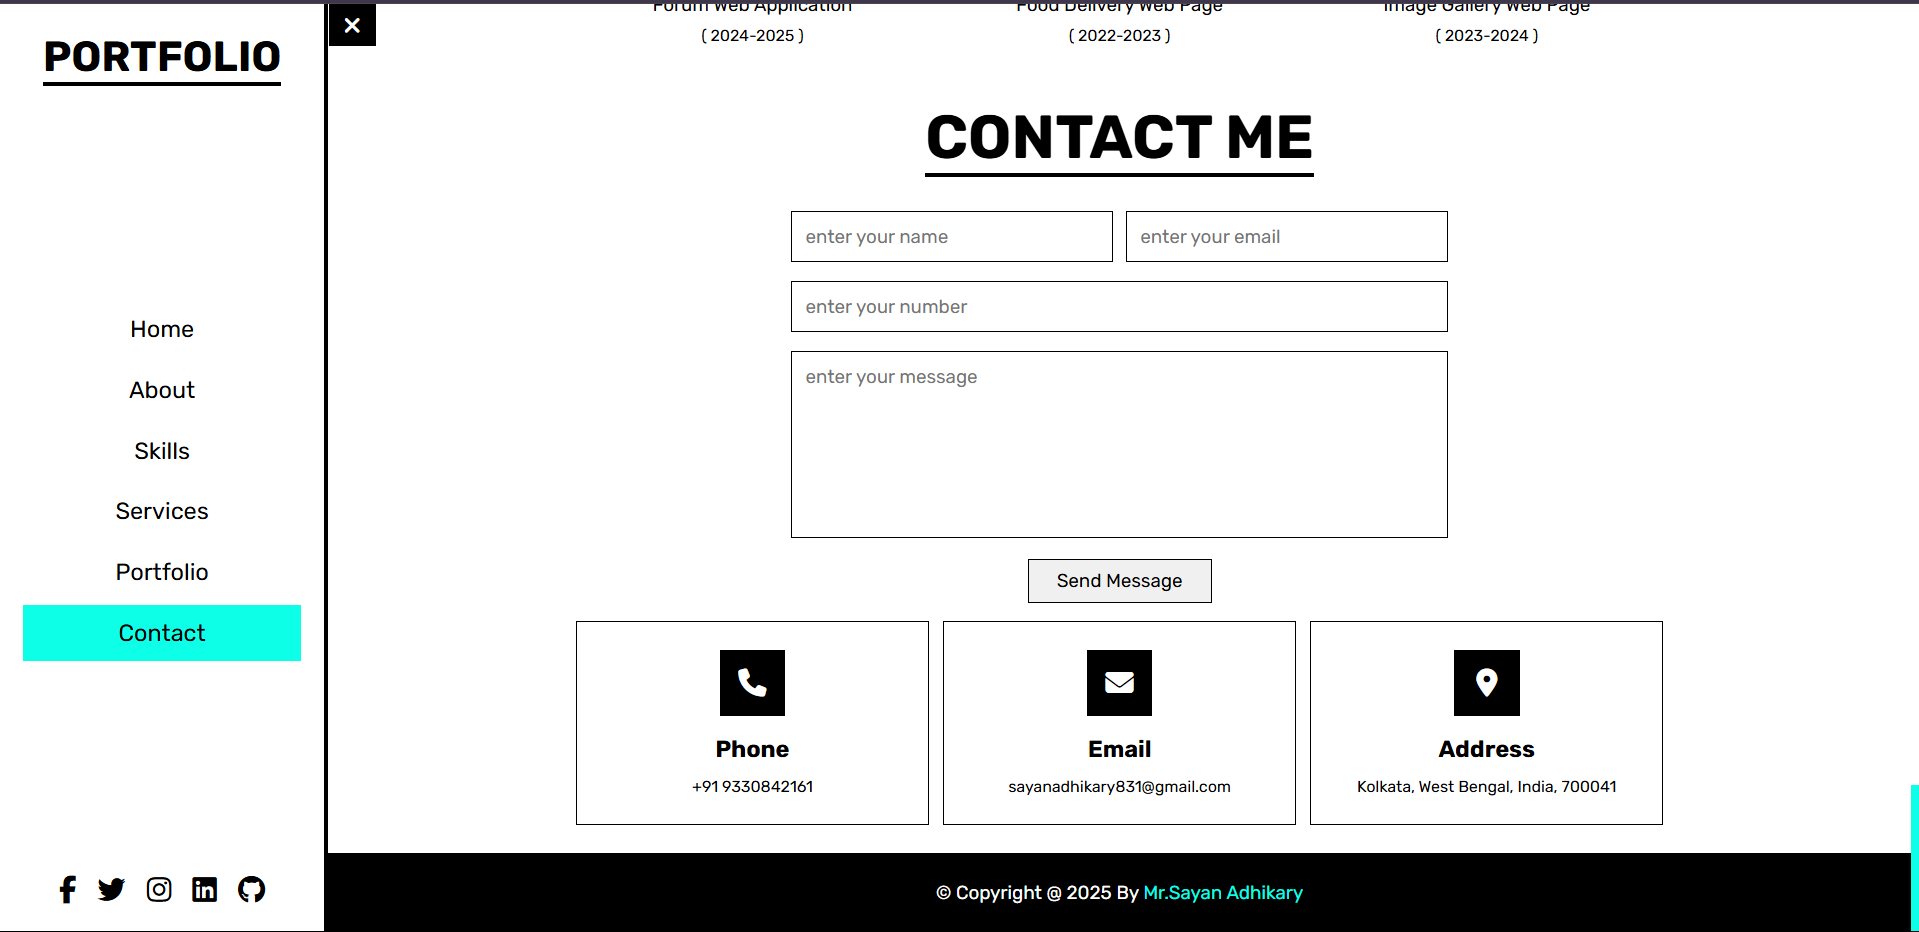 PORTFOLIO
Home
About
Skills
Services
Portfolio
Contact
Forum Web Application
Food Delivery Web Page
Image Gallery Web Page
( 2024-2025 )
( 2022-2023 )
( 2023-2024 )
CONTACT ME
enter your name
enter your email
enter your number
enter your message
Send Message
Phone
+91 9330842161
Email
sayanadhikary831@gmail.com
Address
Kolkata, West Bengal, India, 700041
© Copyright @ 2025 By Mr.Sayan Adhikary